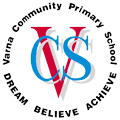 Varna Community Primary School
VCS
DREAM BELIEVE ACHIEVE